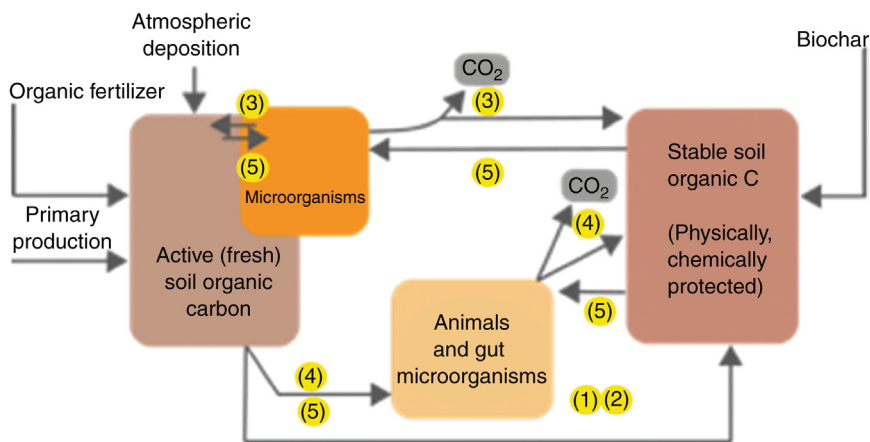 Atmospheric
deposition
Organic fertilizer
Primary
production
Active (fresh)
soil organic
carbon
(3)
(5)
Microorganisms
CO2
(3)
(5)
CO2
(4)
(5)
Biochar
Stable soil
organic C
(Physically,
chemically
protected)
Animals
and gut
microorganisms
(4)
(5)
(1) (2)